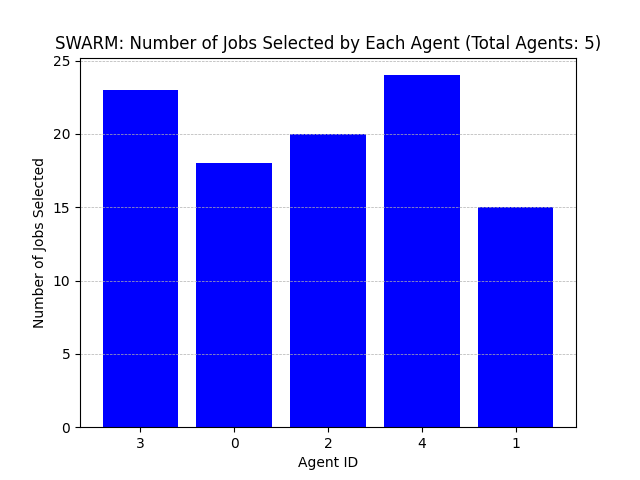 SWARM: Number of Jobs Selected by Each Agent (Total Agents: 5)
25
20
15
10
5
0
Number of Jobs Selected
3 0 2 4 1
Agent ID